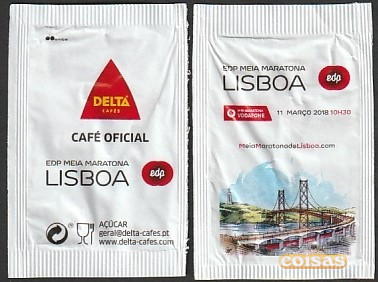 DELTA
CAFÉS
CAFÉ OFICIAL
EDP MEIA MARATONA
LISBOA
edp
AÇÚCAR
geral@delta-cafes.pt
www.delta-cafes.com
EDP MEIA MARATONA
LISBOA
edp
VODAFONE
11 MARÇO 2018 10H30
MeiaMaratonadeLisboa.com
coisas